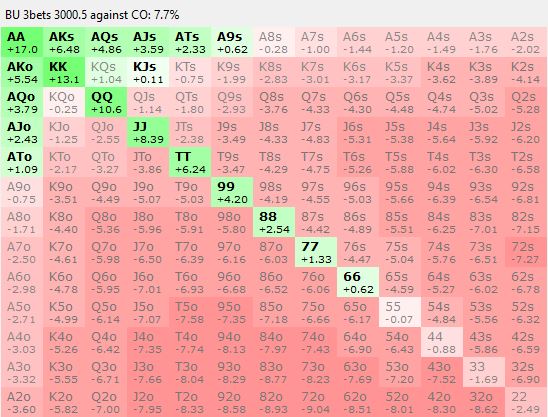 BU 3bets 3000.5 against CO: 7.7%
AA AKs AQs AJs ATs A9s A8s A7s A6s A5s A4s A3s A2s
+17.0 +6.48 +4.86 +3.59 +2.33 +0.62 -0.28 -1.00 -1.44 -1.20 -1.49 -1.76 -2.02
AKo KK KQs KJs KTs K9s K8s K7s K6s K5s K4s K3s K2s
+5.54 +13.1 +1.04 +0.11 -0.75 -1.99 -2.83 -3.01 -3.17 -3.37 -3.62 -3.89 -4.14
AQo KQo QQ QJs QTs Q9s Q8s Q7s Q6s Q5s Q4s Q3s Q2s
+3.79 -0.25 +10.6 -1.14 -1.80 -2.93 -3.76 -4.33 -4.30 -4.48 -4.74 -5.02 -5.28
AJo KJo QJo JJ JTs J9s J8s J7s J6s J5s J4s J3s J2s
+2.43 -1.25 -2.55 +8.39 -2.38 -3.49 -4.33 -4.83 -5.31 -5.38 -5.64 -5.92 -6.20
ATo KTo QTo JTo TT T9s T8s T7s T6s T5s T4s T3s T2s
+1.09 -2.17 -3.27 -3.86 +6.24 -3.47 -4.29 -4.75 -5.26 -5.88 -6.02 -6.30 -6.58
A9o K9o Q9o J9o T9o 99 98s 97s 96s 95s 94s 93s 92s
-0.75 -3.51 -4.49 -5.07 -5.03 +4.20 -4.19 -4.55 -5.03 -5.66 -6.39 -6.54 -6.81
A8o K8o Q8o J8o T8o 98o 88 87s 86s 85s 84s 83s 82s
-1.71 -4.40 -5.36 -5.96 -5.91 -5.80 +2.54 -4.42 -4.89 -5.51 -6.25 -7.01 -7.15
A7o K7o Q7o J7o T7o 97o 87o 77 76s 75s 74s 73s 72s
-2.50 -4.61 -5.98 -6.50 -6.39 -6.16 -6.03 +1.33 -4.47 -5.04 -5.76 -6.51 -7.27
A6o K6o Q6o J6o T6o 96o 86o 76o 66 65s 64s 63s 62s
-2.98 -4.78 -5.95 -7.01 -6.93 -6.68 -6.52 -6.06 +0.62 -4.59 -5.27 -6.02 -6.78
A5o K5o Q5o J5o T5o 95o 85o 75o 65o 55 54s 53s 52s
-2.71 -4.99 -6.14 -7.07 -7.58 -7.35 -7.18 -6.66 -6.17 -0.07 -4.84 -5.56 -6.32
A4o K4o Q4o J4o T4o 94o 84o 74o 64o 54o 44 43s 42s
-3.03 -5.26 -6.42 -7.35 -7.74 -8.13 -7.97 -7.43 -6.90 -6.43 -0.88 -5.86 -6.59
A3o K3o Q3o J3o T3o 93o 83o 73o 63o 53o 43o 33 32s
-3.32 -5.55 -6.71 -7.66 -8.04 -8.29 -8.77 -8.23 -7.69 -7.20 -7.52 -1.69 -6.90
A2o K2o Q2o J2o T2o 92o 82o 72o 62o 52o 42o 32o 22
-3.60 -5.82 -7.00 -7.95 -8.33 -8.58 -8.93 -9.04 -8.51 -8.01 -8.30 -8.62 -2.49